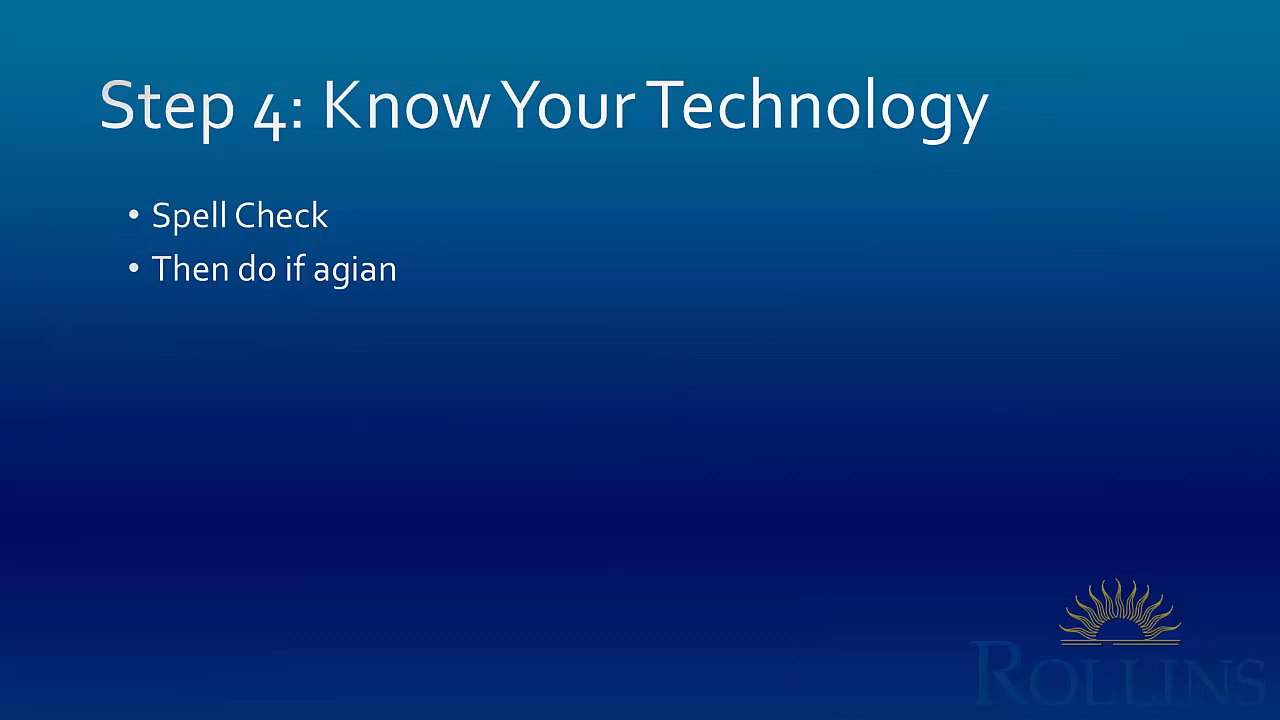 Step 4: Know Your Technology
• Spell Check
• Then do if agian
ROLLINS